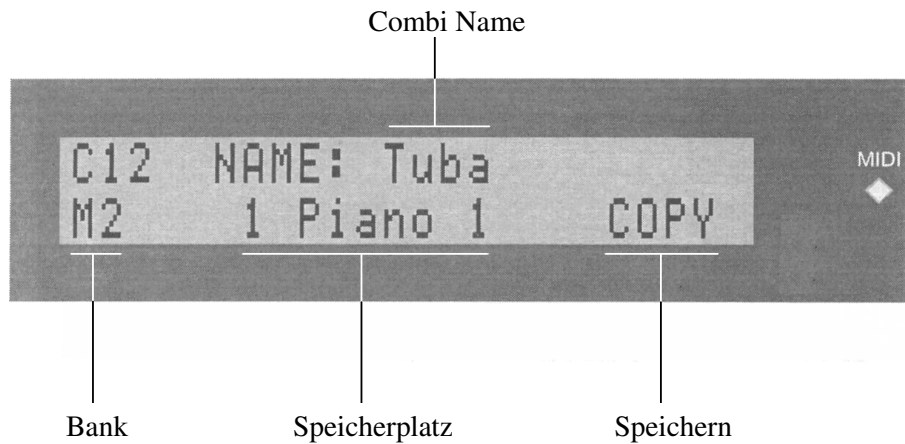 Combi Name
C12 NAME: Tuba
MIDI
M2 1 Piano 1 COPY
Bank Speicherplatz Speichern